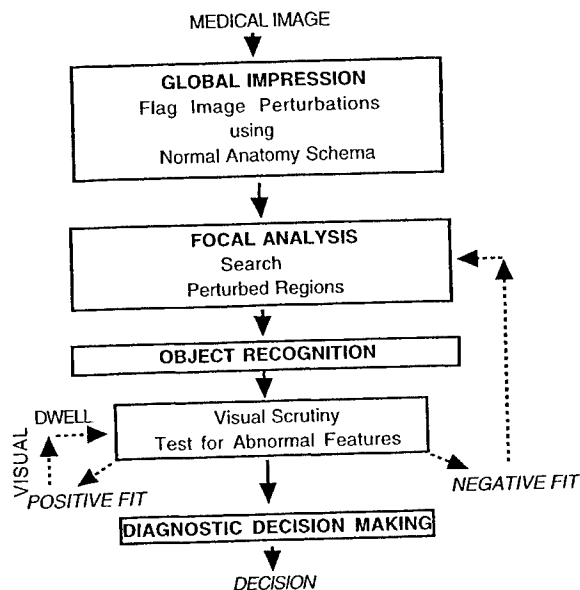 MEDICAL IMAGE
GLOBAL IMPRESSION
Flag Image Perturbations
using
Normal Anatomy Schema
FOCAL ANALYSIS
Search
Perturbed Regions
OBJECT RECOGNITION
Visual Scrutiny
Test for Abnormal Features
VISUAL
DWELL
POSITIVE FIT
NEGATIVE FIT
DIAGNOSTIC DECISION MAKING
DECISION